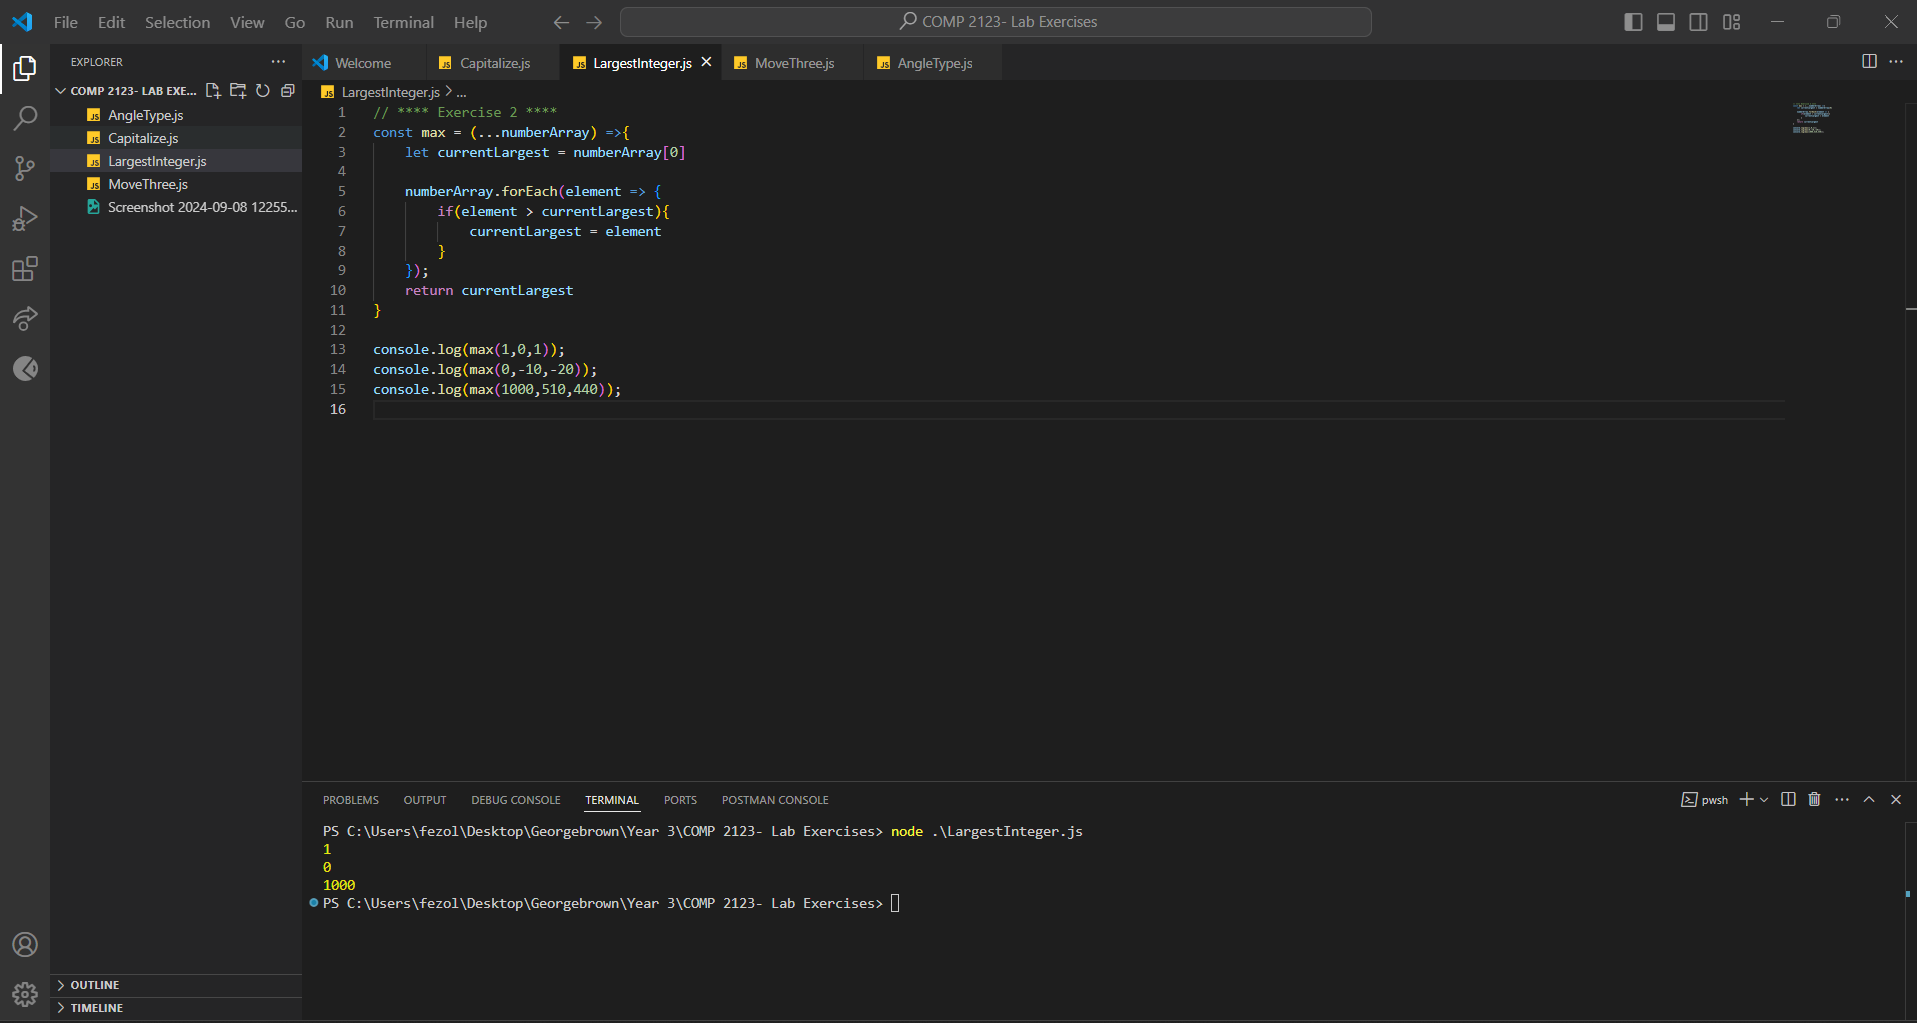 File Edit Selection View Go Run Terminal Help
COMP 2123- Lab Exercises
EXPLORER
COMP 2123- LAB EXE...
AngleType.js
Capitalize.js
LargestInteger.js
MoveThree.js
Screenshot 2024-09-08 12255...
OUTLINE
TIMELINE
Welcome Capitalize.js LargestInteger.js MoveThree.js AngleType.js
LargestInteger.js > ...
1 // **** Exercise 2 ****
2 const max = (...numberArray) =>{
3 let currentLargest = numberArray[0]
4
5 numberArray.forEach(element => {
6 if(element > currentLargest){
7 currentLargest = element
8 }
9 });
10 return currentLargest
11 }
12
13 console.log(max(1,0,1));
14 console.log(max(0,-10,-20));
15 console.log(max(1000,510,440));
16
PROBLEMS OUTPUT DEBUG CONSOLE TERMINAL PORTS POSTMAN CONSOLE
pwsh
PS C:\Users\fezol\Desktop\Georgebrown\Year 3\COMP 2123- Lab Exercises> node .\LargestInteger.js
1
0
1000
PS C:\Users\fezol\Desktop\Georgebrown\Year 3\COMP 2123- Lab Exercises>